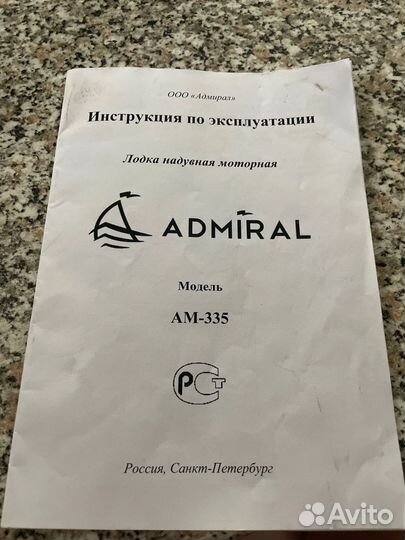 ООО «Адмирал»
Инструкция по эксплуатации
Лодка надувная моторная
ADMIRAL
Модель
АМ-335
РСТ
Россия, Санкт-Петербург
Avito